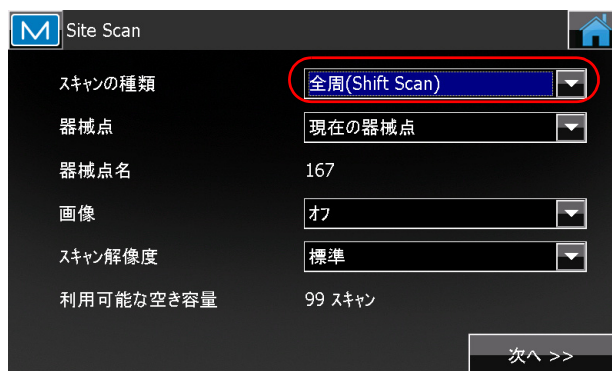 M Site Scan
スキャンの種類 全周(Shift Scan)
器械点 現在の器械点
器械点名 167
画像 オフ
スキャン解像度 標準
利用可能な空き容量 99 スキャン
次へ >>